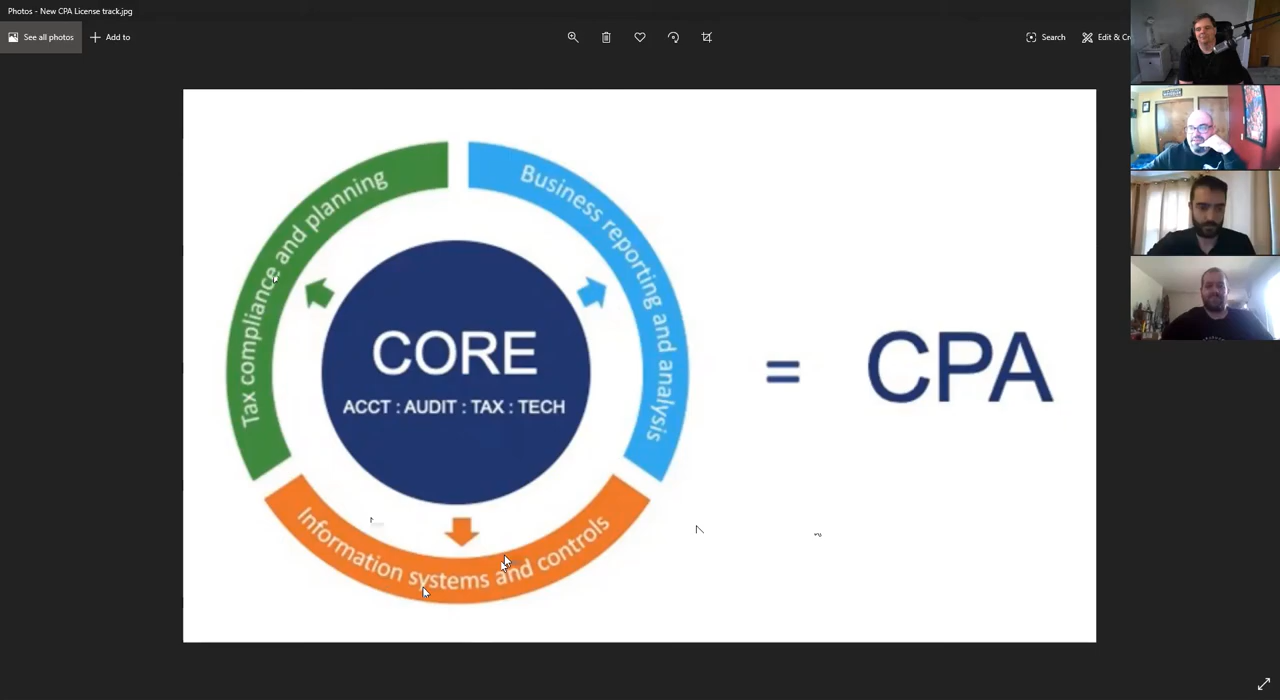 Photos - New CPA License track.jpg
See all photos
Add to
Search
Edit & Cr
Tax compliance and planning
Business reporting and analysis
CORE
ACCT : AUDIT : TAX : TECH
Information systems and controls
= CPA